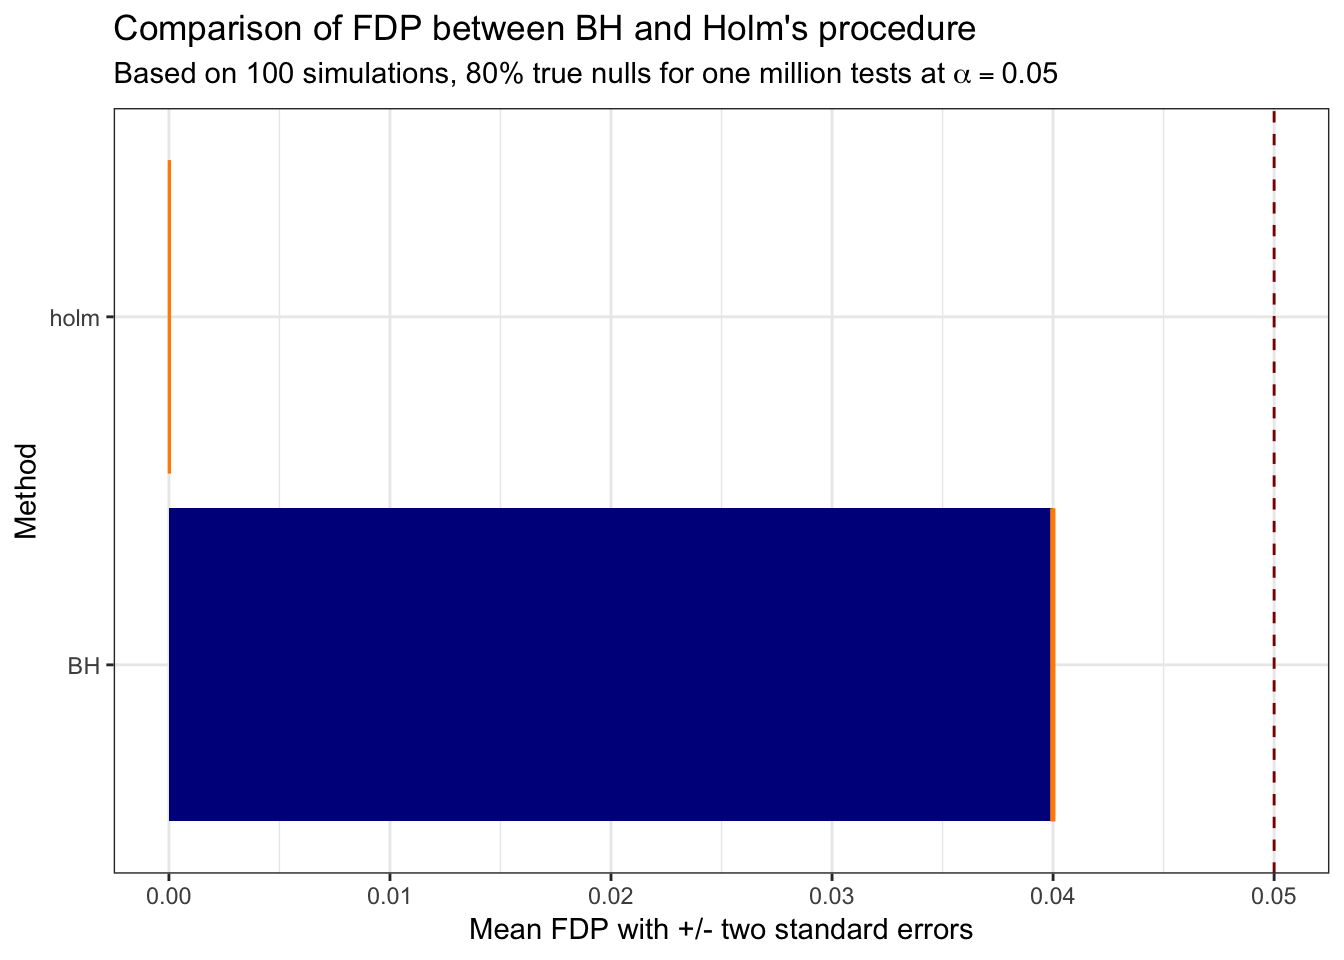 Comparison of FDP between BH and Holm's procedure
Based on 100 simulations, 80% true nulls for one million tests at α = 0.05
holm
BH
Method
0.00 0.01 0.02 0.03 0.04 0.05
Mean FDP with +/- two standard errors